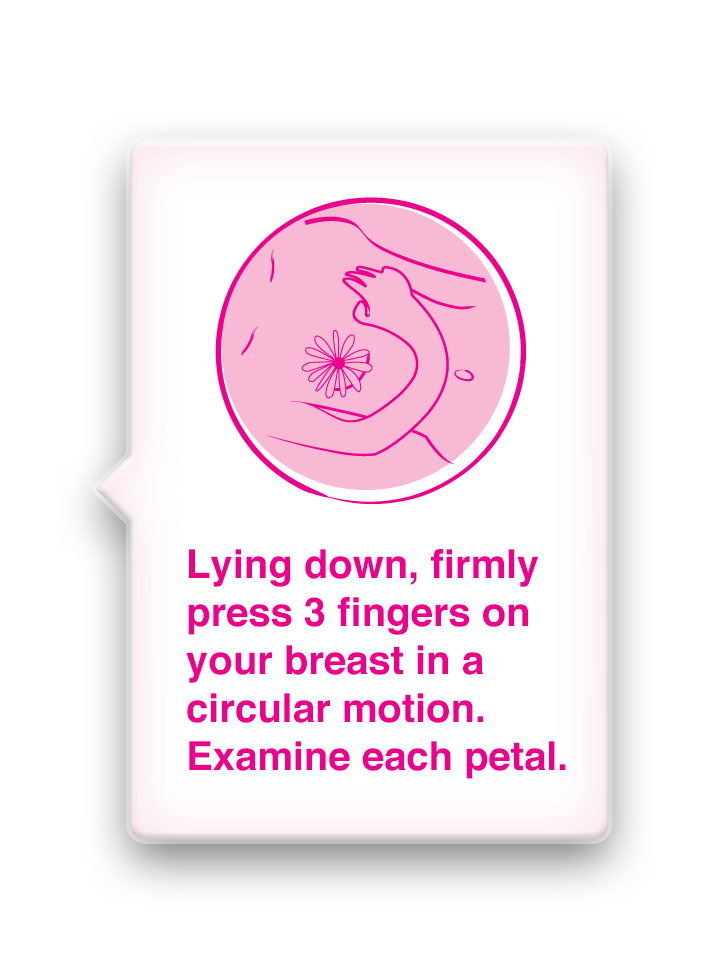 Lying down, firmly
press 3 fingers on
your breast in a
circular motion.
Examine each petal.